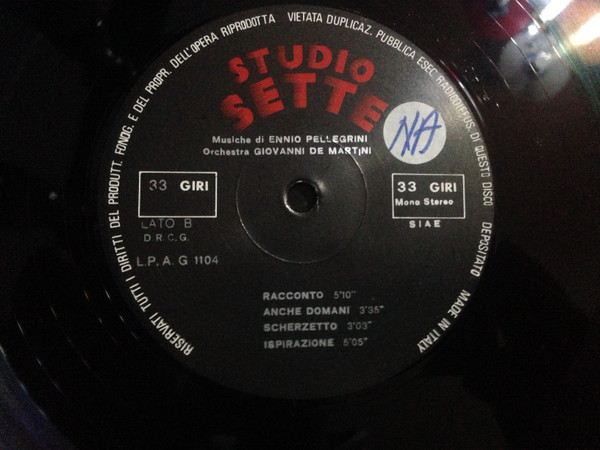 RISERVATI TUTTI I DIRITTI DEL PRODUTT. FONOG. E DEL PROPR. DELL'OPERA RIPRODOTTA VIETATA DUPLICAZ. PUBBLICA ESEC. RADIODIFFUS. DI QUESTO DISCO DEPOSITATO MADE IN ITALY
STUDIO
SETTE
NA
Musiche di ENNIO PELLEGRINI
Orchestra GIOVANNI DE MARTINI
33 GIRI
LATO B
D.R.C.G.
L.P.A.G 1104
33 GIRI
Mono Stereo
SIAE
RACCONTO 5'10"
ANCHE DOMANI 3'35"
SCHERZETTO 3'03"
ISPIRAZIONE 5'05"